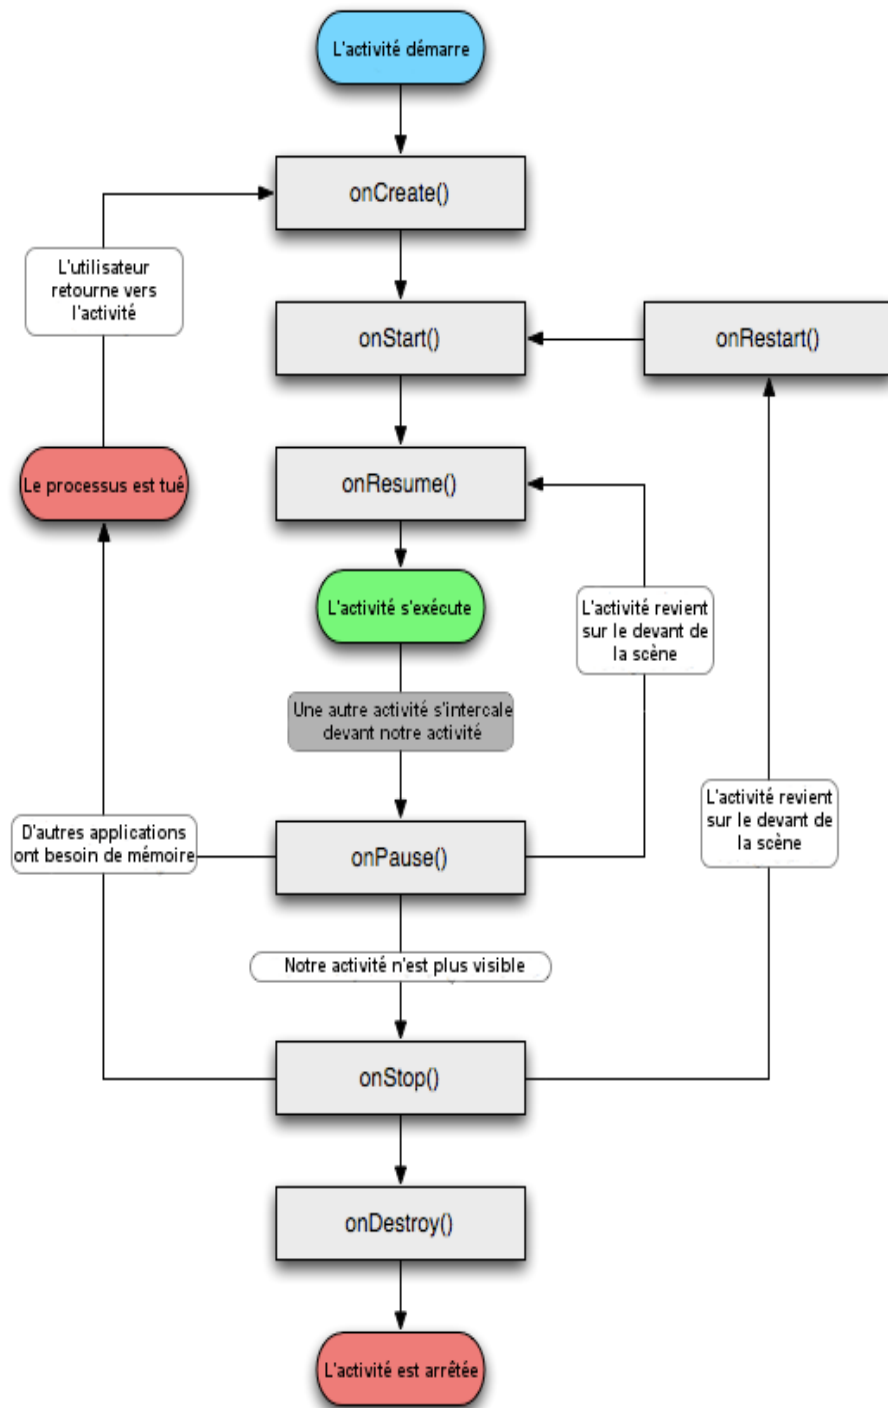 L'activité démarre
onCreate()
L'utilisateur
retourne vers
l'activité
onStart()
onRestart()
Le processus est tué
onResume()
L'activité s'exécute
L'activité revient
sur le devant de
la scène
Une autre activité s'intercale
devant notre activité
L'activité revient
sur le devant de
la scène
D'autres applications
ont besoin de mémoire
onPause()
Notre activité n'est plus visible
onStop()
onDestroy()
L'activité est arrêtée